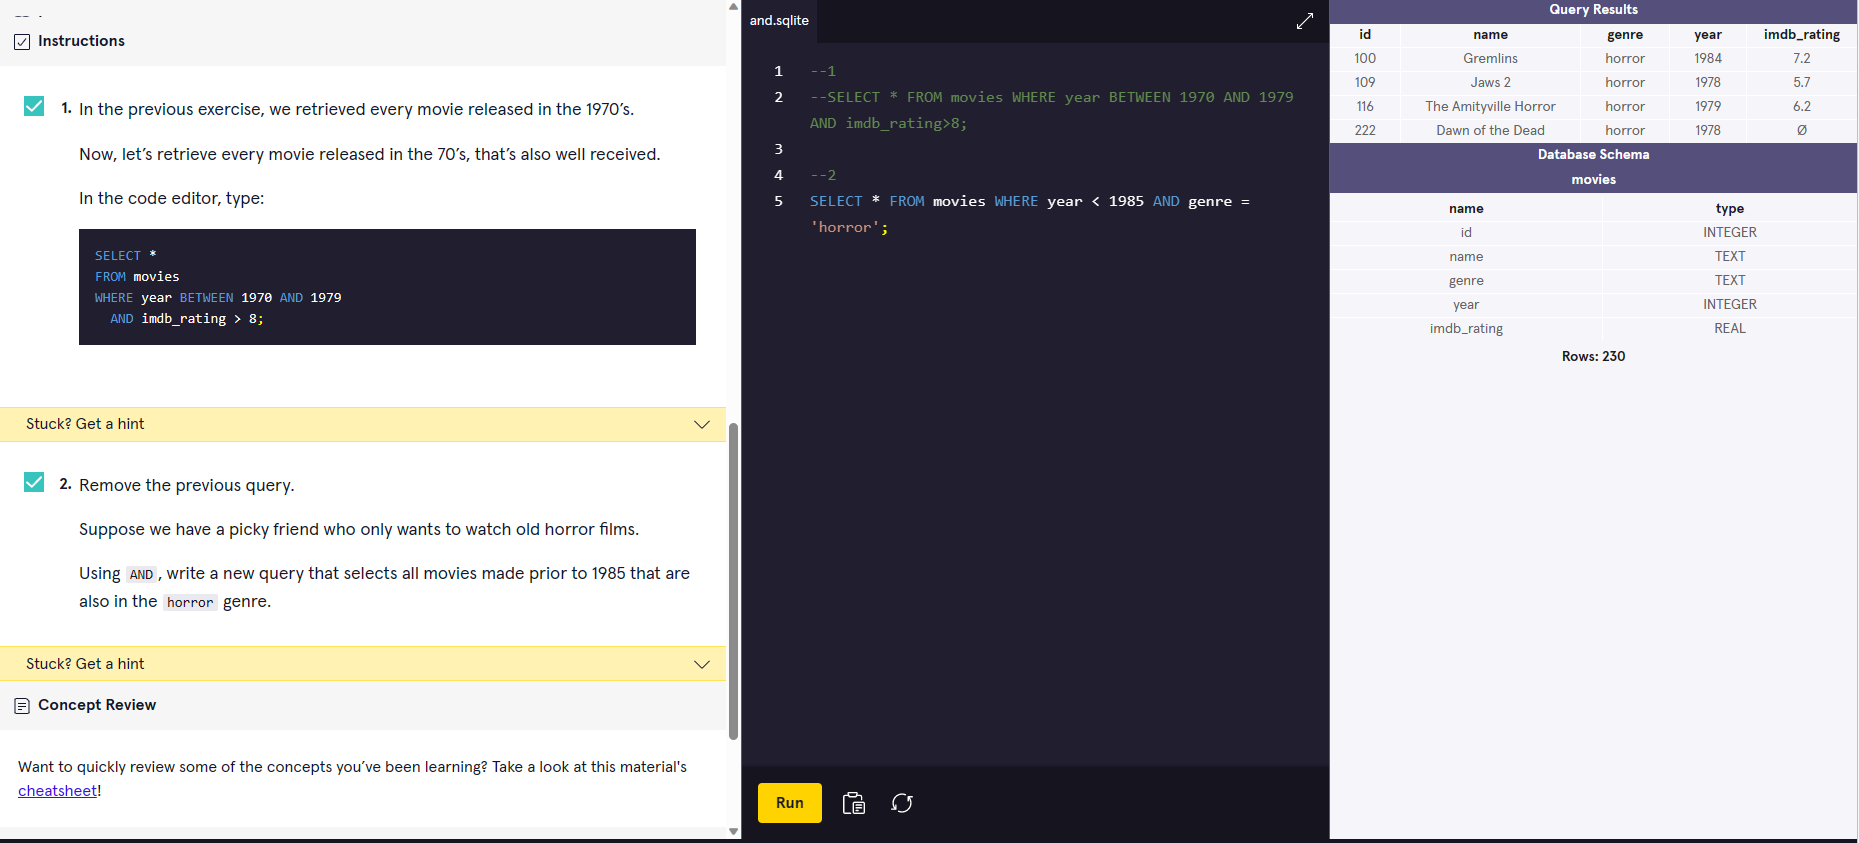 Instructions
1. In the previous exercise, we retrieved every movie released in the 1970's.
Now, let's retrieve every movie released in the 70's, that's also well received.
In the code editor, type:
SELECT *
FROM movies
WHERE year BETWEEN 1970 AND 1979
AND imdb_rating > 8;
Stuck? Get a hint
2. Remove the previous query.
Suppose we have a picky friend who only wants to watch old horror films.
Using AND, write a new query that selects all movies made prior to 1985 that are
also in the horror genre.
Stuck? Get a hint
Concept Review
Want to quickly review some of the concepts you've been learning? Take a look at this material's
cheatsheet!
and.sqlite
1 --1
2 --SELECT * FROM movies WHERE year BETWEEN 1970 AND 1979
AND imdb_rating>8;
3
4 --2
5 SELECT * FROM movies WHERE year < 1985 AND genre =
'horror';
Run
Query Results
id name genre year imdb_rating
100 Gremlins horror 1984 7.2
109 Jaws 2 horror 1978 5.7
116 The Amityville Horror horror 1979 6.2
222 Dawn of the Dead horror 1978 Ø
Database Schema
movies
name type
id INTEGER
name TEXT
genre TEXT
year INTEGER
imdb_rating REAL
Rows: 230